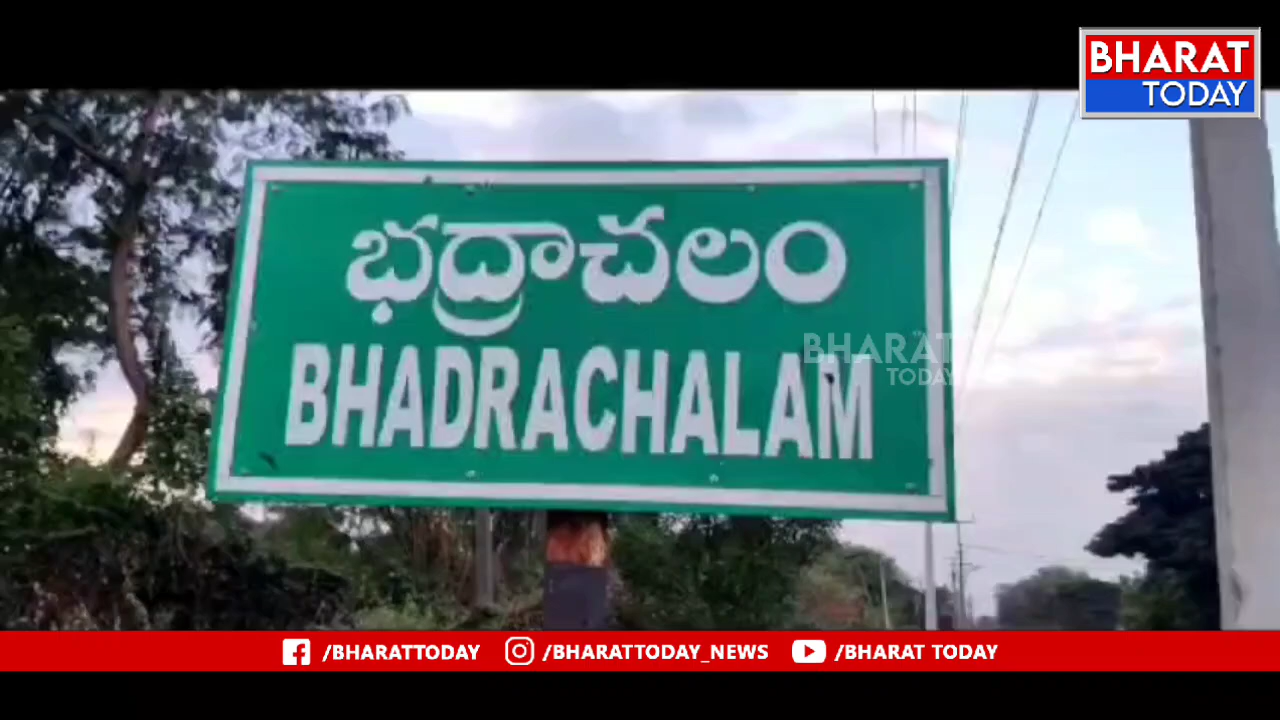 BHARAT
TODAY
భద్రాచలం
BHADRACHALAM
BHARAT
TODAY
/BHARATTODAY /BHARATTODAY_NEWS /BHARAT TODAY